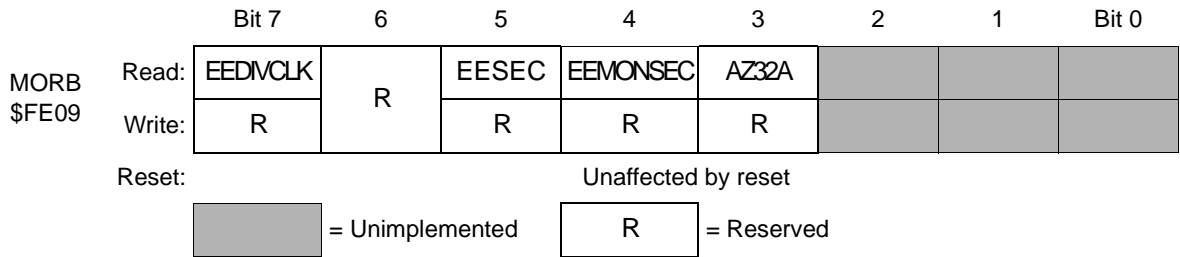 Bit 7 6 5 4 3 2 1 Bit 0
MORB
$FE09
Read: EEDIVCLK R EESEC EEMONSEC AZ32A
Write: R R R R
Reset: Unaffected by reset
= Unimplemented R = Reserved